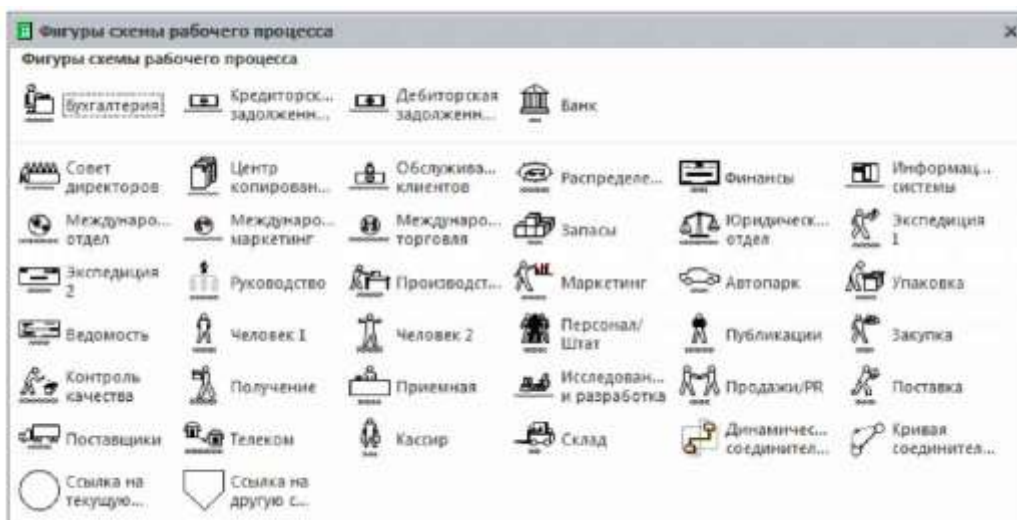 Фигуры схемы рабочего процесса
Фигуры схемы рабочего процесса
Бухгалтерия
Кредиторск...
задолженн...
Дебиторская
задолженн...
Банк
Совет
директоров
Центр
копирован...
Обслужива...
клиентов
Распределе...
Финансы
Информац...
системы
Междунаро...
отдел
Междунаро...
маркетинг
Междунаро...
торговля
Запасы
Юридическ...
отдел
Экспедиция
1
Экспедиция
2
Руководство
Производст...
Маркетинг
Автопарк
Упаковка
Ведомость
Человек 1
Человек 2
Персонал/
Штат
Публикации
Закупка
Контроль
качества
Получение
Приемная
Исследован...
и разработка
Продажи/PR
Поставка
Поставщики
Телеком
Кассир
Склад
Динамичес...
соединител...
Кривая
соединител...
Ссылка на
текущую...
Ссылка на
другую с...